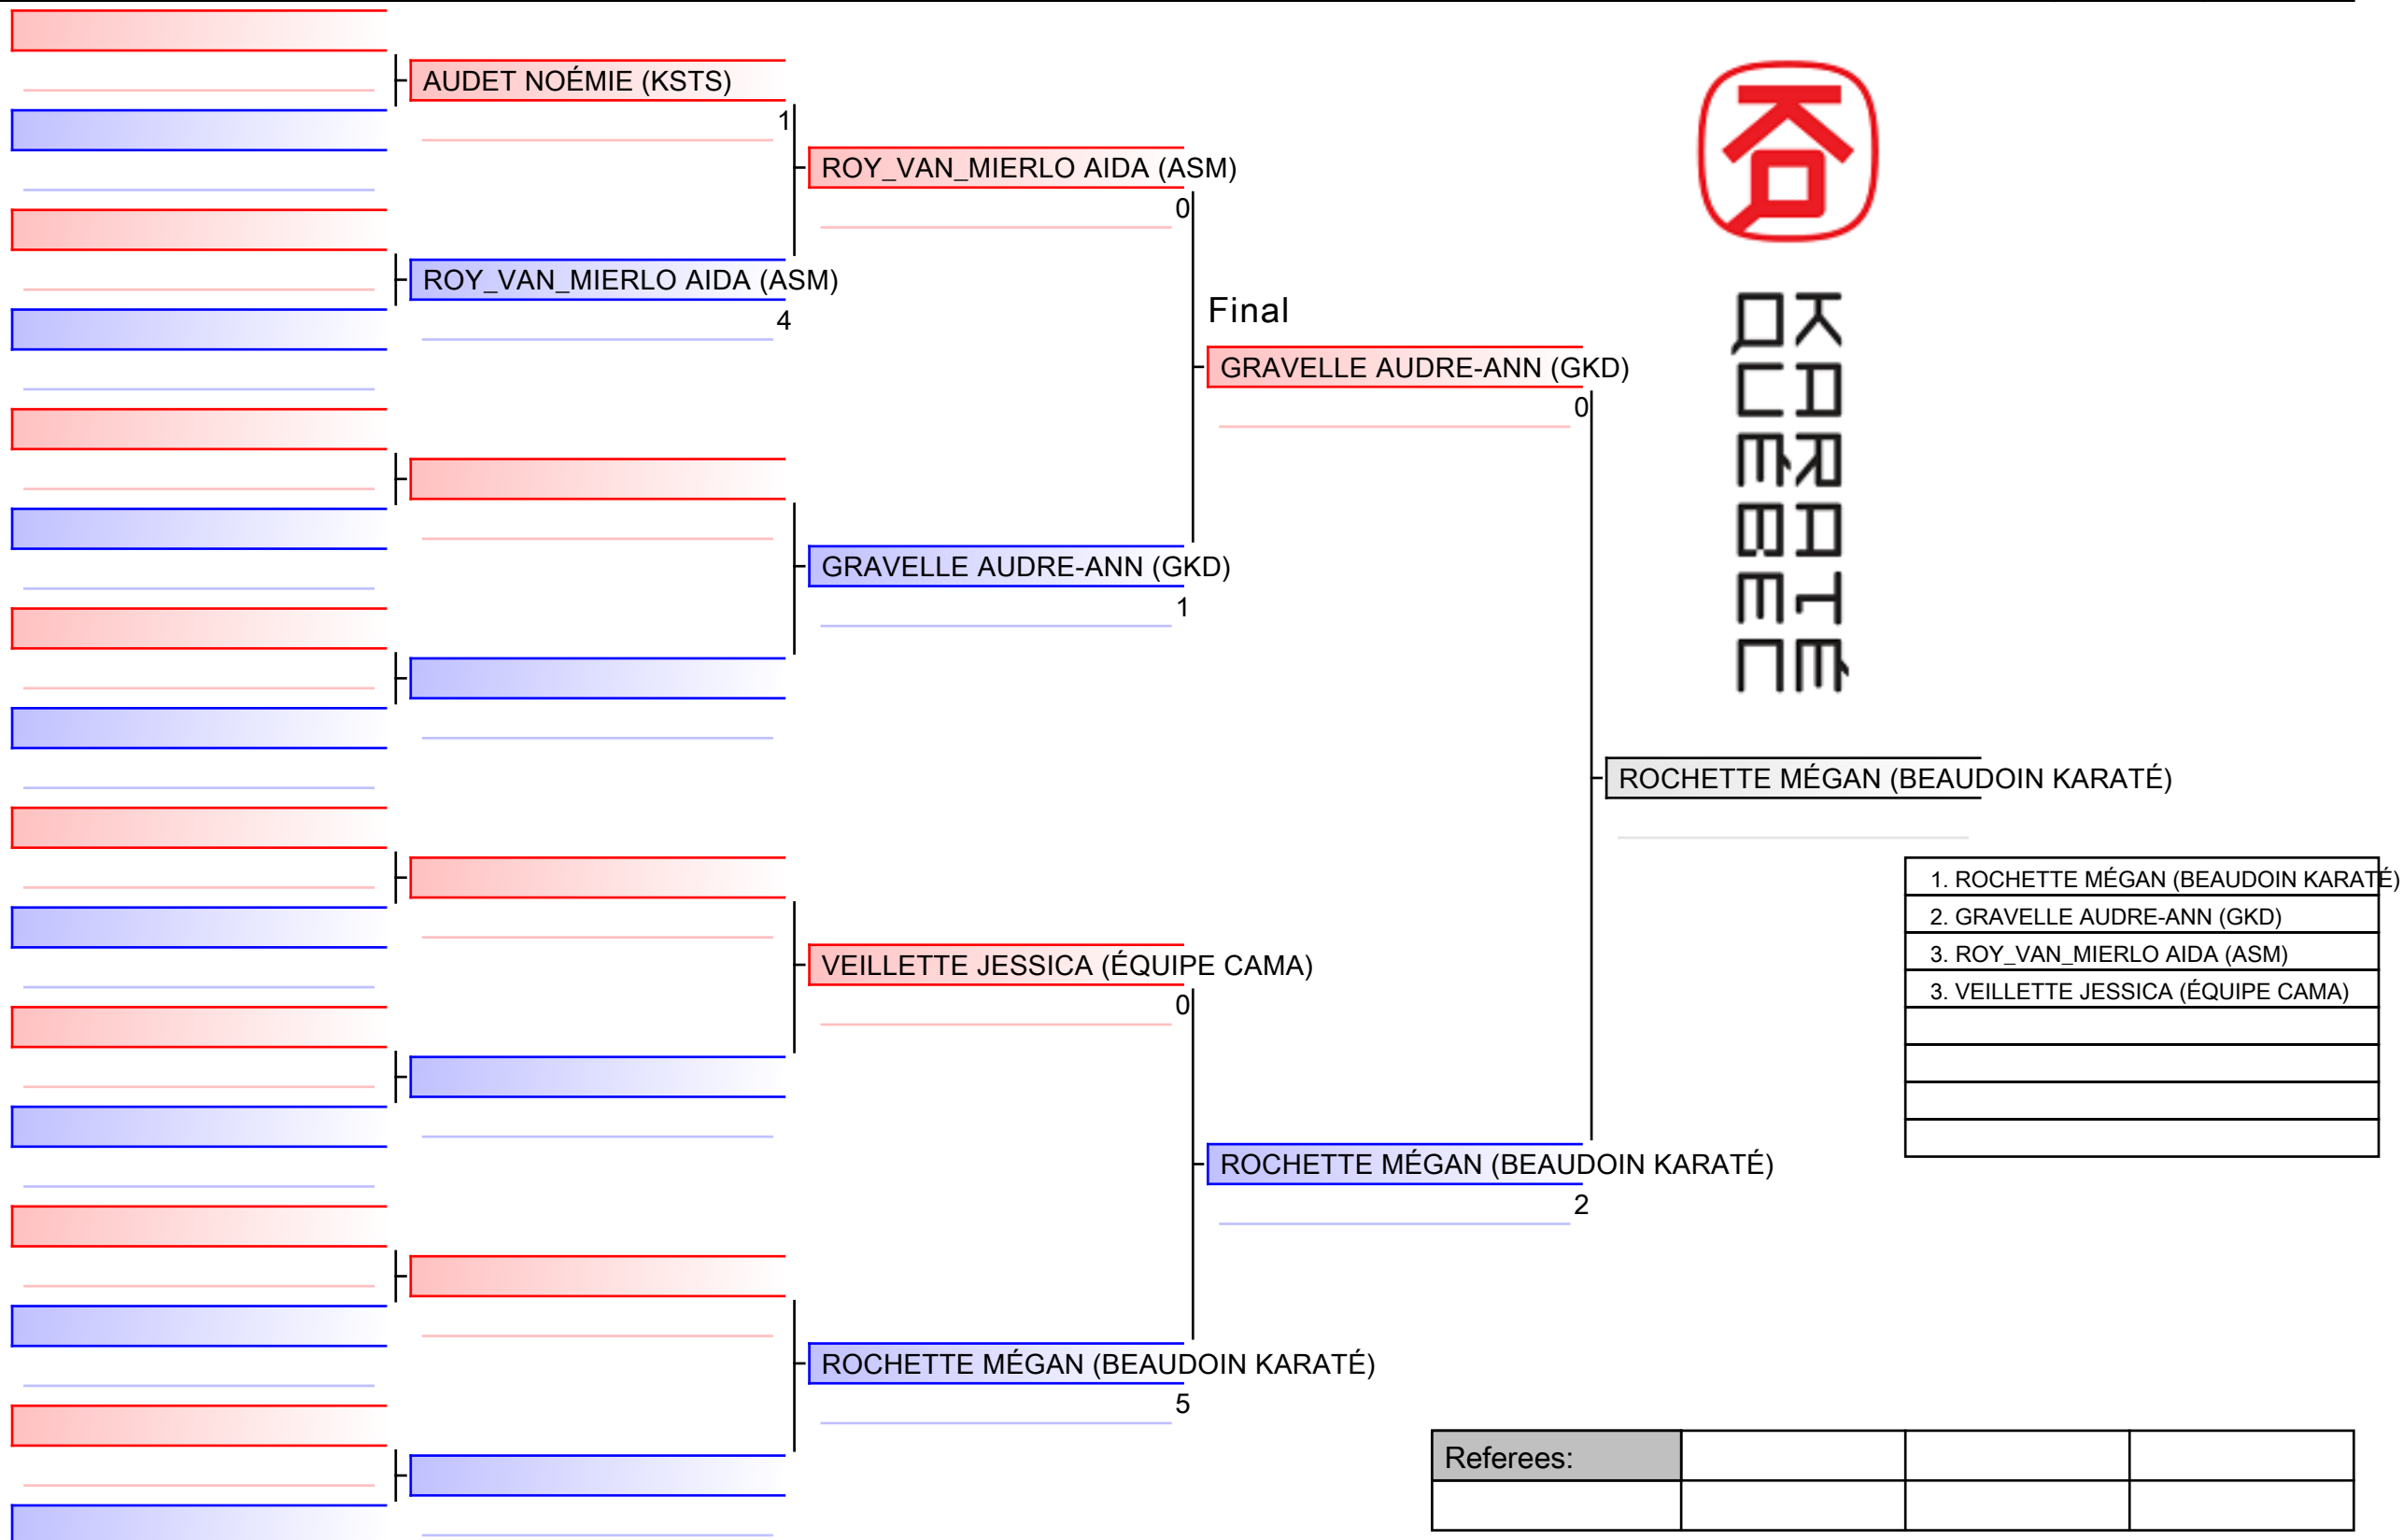 AUDET NOÉMIE (KSTS)
1
ROY_VAN_MIERLO AIDA (ASM)
4
ROY_VAN_MIERLO AIDA (ASM)
0
GRAVELLE AUDRE-ANN (GKD)
1
VEILLETTE JESSICA (ÉQUIPE CAMA)
0
ROCHETTE MÉGAN (BEAUDOIN KARATÉ)
5
Final
GRAVELLE AUDRE-ANN (GKD)
0
ROCHETTE MÉGAN (BEAUDOIN KARATÉ)
2
KARATÉ
QUÉBEC
ROCHETTE MÉGAN (BEAUDOIN KARATÉ)
1. ROCHETTE MÉGAN (BEAUDOIN KARATÉ)
2. GRAVELLE AUDRE-ANN (GKD)
3. ROY_VAN_MIERLO AIDA (ASM)
3. VEILLETTE JESSICA (ÉQUIPE CAMA)
Referees: